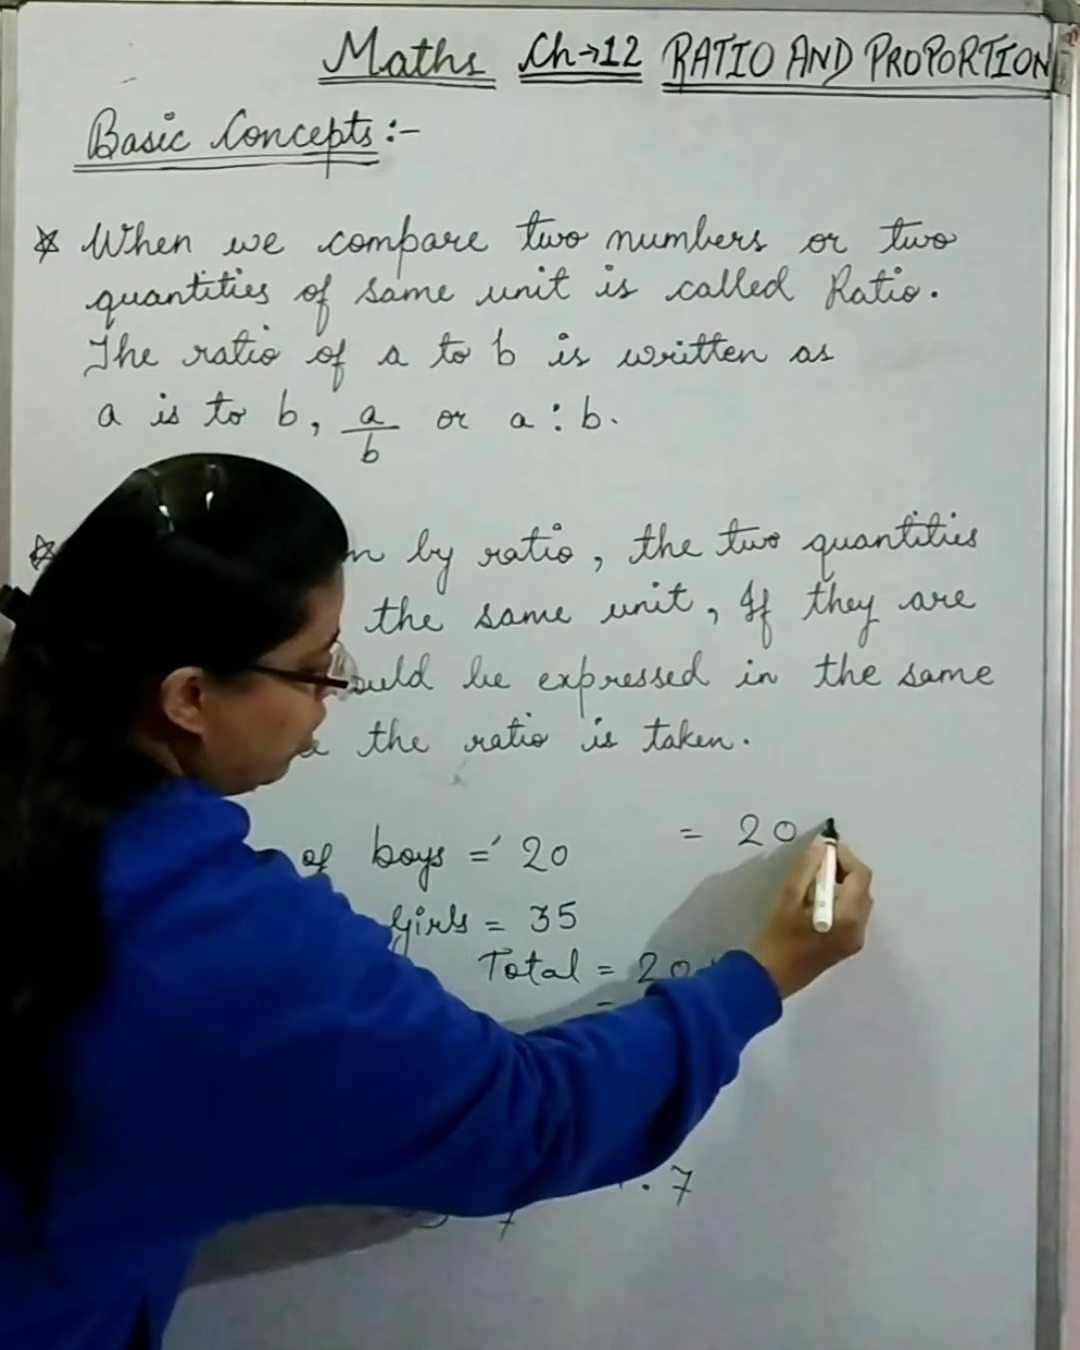 Maths Ch→12 RATIO AND PROPORTION
Basic Concepts:-
☆ When we compare two numbers or two
quantities of same unit is called Ratio.
The ratio of a to b is written as
a is to b, a/b or a : b.
☆ by ratio, the two quantities
the same unit, If they are
be expressed in the same
the ratio is taken.
of boys = 20
= 20
Girls = 35
Total = 20
=
: 7
7